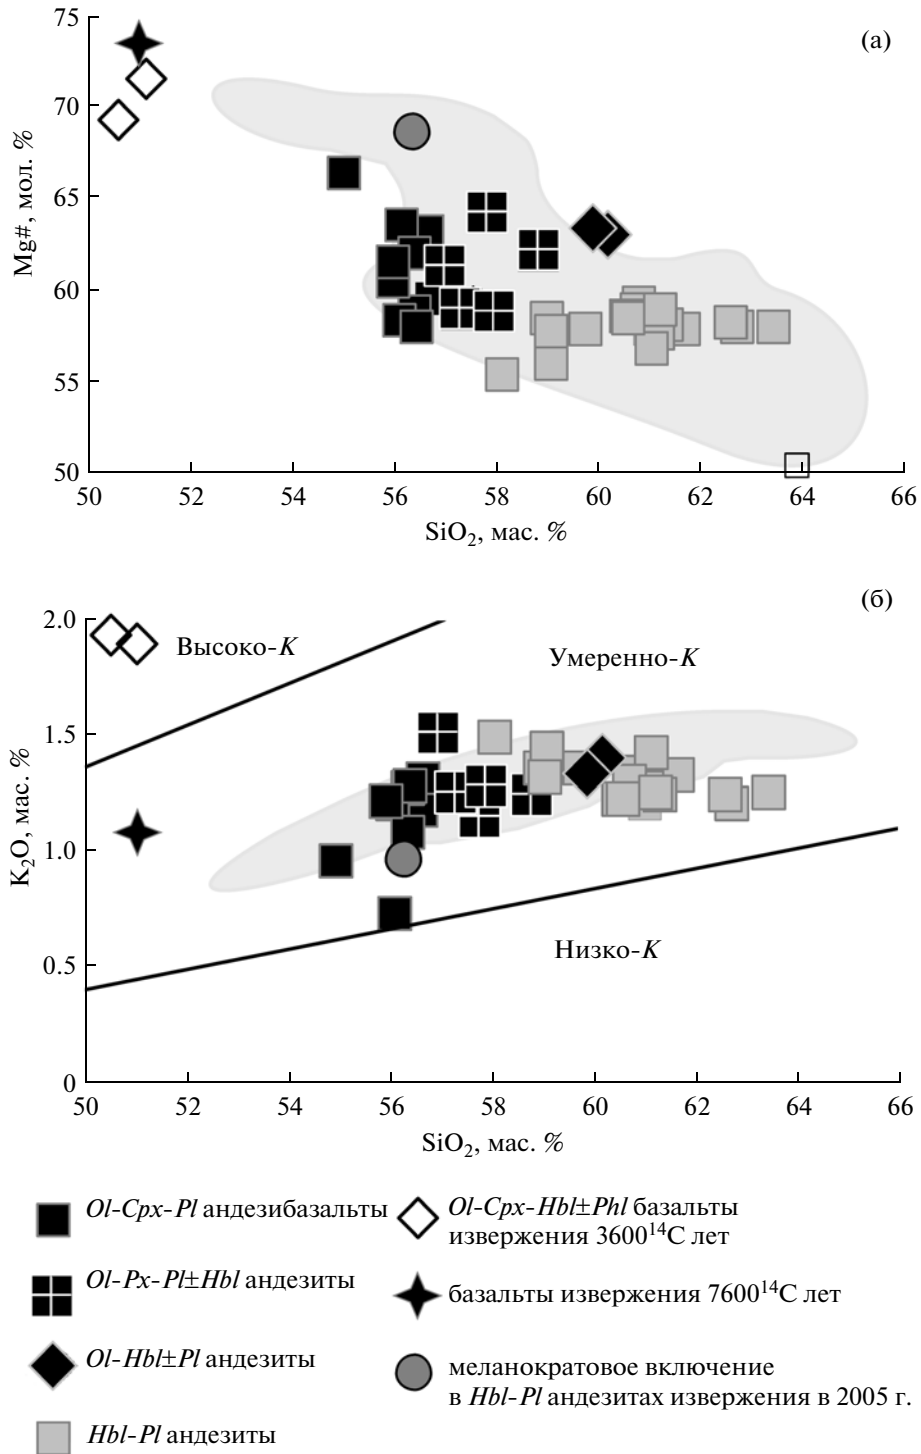 (а)
75
70
65
60
55
50
Mg#, мол. %
50 52 54 56 58 60 62 64 66
SiO₂, мас. %
(б)
2.0
1.5
1.0
0.5
0
K₂O, мас. %
Высоко-K
Умеренно-K
Низко-K
50 52 54 56 58 60 62 64 66
SiO₂, мас. %
Ol-Cpx-Pl андезибазальты
Ol-Px-Pl±Hbl андезиты
Ol-Hbl±Pl андезиты
Hbl-Pl андезиты
Ol-Cpx-Hbl±Phl базальты
извержения 3600¹⁴C лет
базальты извержения 7600¹⁴C лет
меланократовое включение
в Hbl-Pl андезитах извержения в 2005 г.